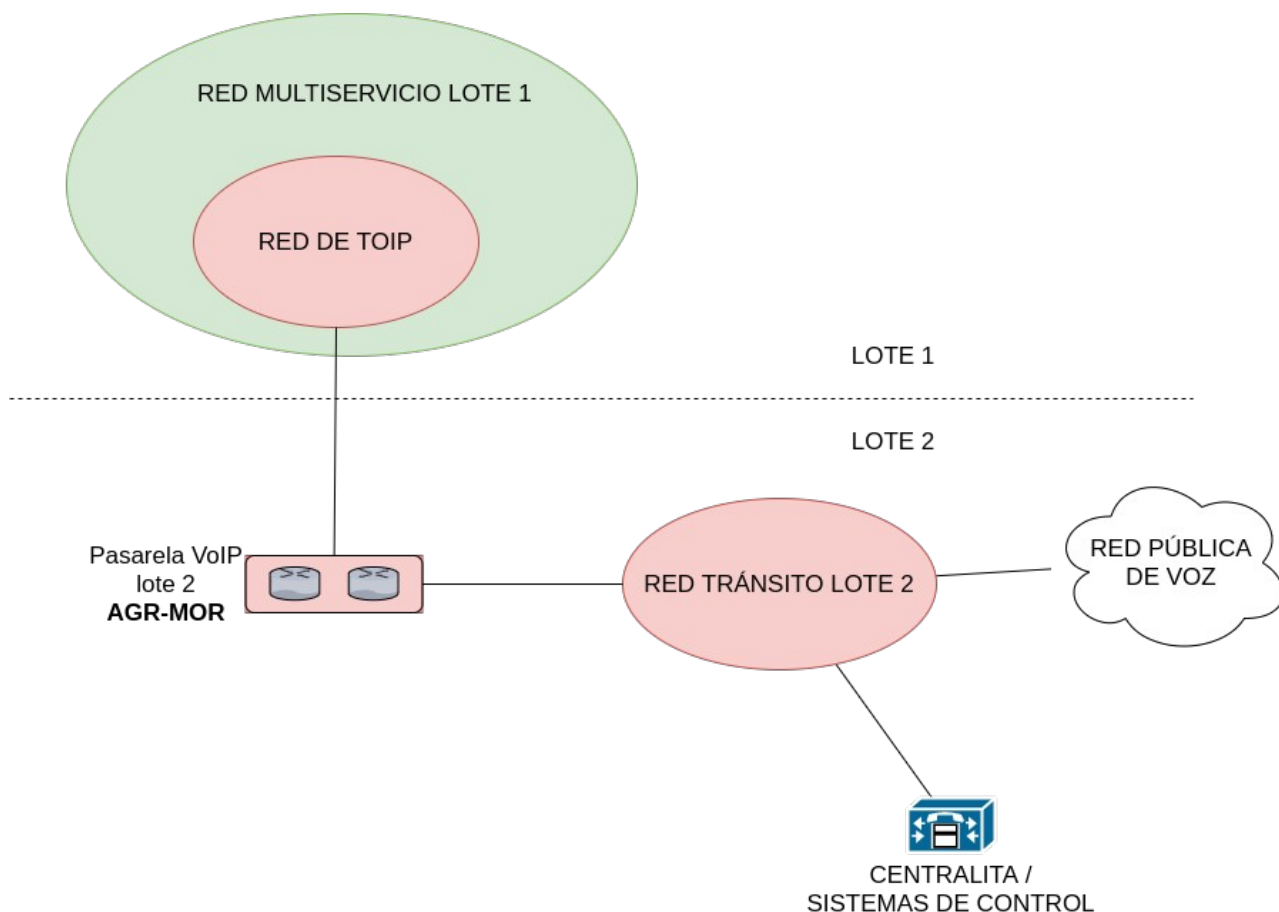 RED MULTISERVICIO LOTE 1
RED DE TOIP
LOTE 1
LOTE 2
Pasarela VoIP
lote 2
AGR-MOR
RED TRÁNSITO LOTE 2
RED PÚBLICA
DE VOZ
CENTRALITA /
SISTEMAS DE CONTROL